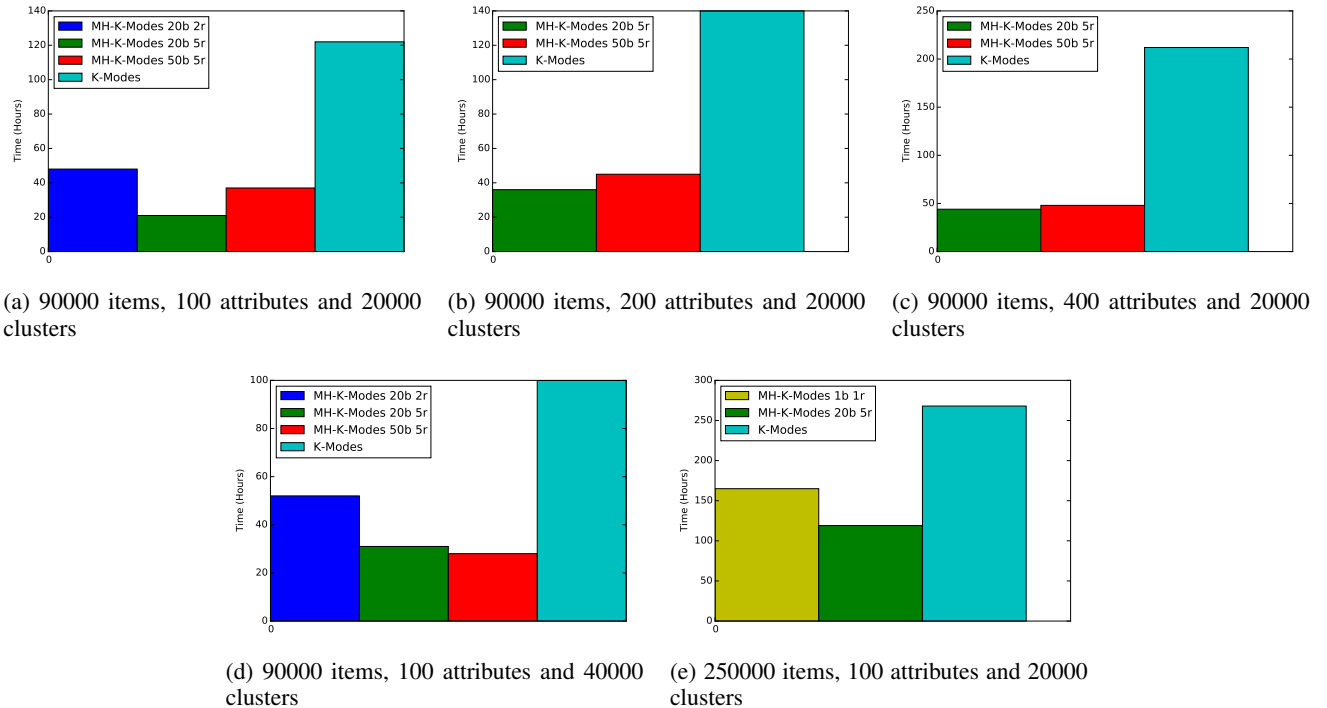 140
120
100
80
60
40
20
0
0
Time (Hours)
MH-K-Modes 20b 2r
MH-K-Modes 20b 5r
MH-K-Modes 50b 5r
K-Modes
(a) 90000 items, 100 attributes and 20000
clusters
140
120
100
80
60
40
20
0
0
Time (Hours)
MH-K-Modes 20b 5r
MH-K-Modes 50b 5r
K-Modes
(b) 90000 items, 200 attributes and 20000
clusters
250
200
150
100
50
0
0
Time (Hours)
MH-K-Modes 20b 5r
MH-K-Modes 50b 5r
K-Modes
(c) 90000 items, 400 attributes and 20000
clusters
100
80
60
40
20
0
0
Time (Hours)
MH-K-Modes 20b 2r
MH-K-Modes 20b 5r
MH-K-Modes 50b 5r
K-Modes
(d) 90000 items, 100 attributes and 40000
clusters
300
250
200
150
100
50
0
0
Time (Hours)
MH-K-Modes 1b 1r
MH-K-Modes 20b 5r
K-Modes
(e) 250000 items, 100 attributes and 20000
clusters